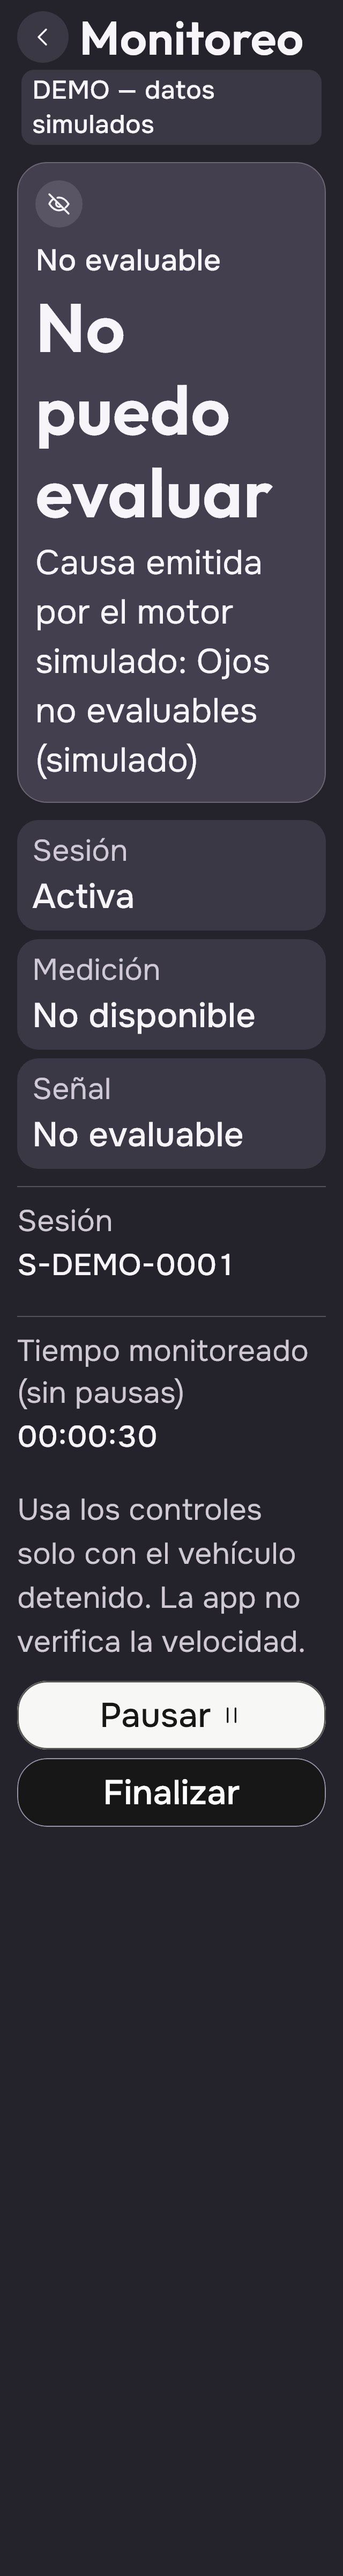 Monitoreo
DEMO — datos
simulados
No evaluable
No
puedo
evaluar
Causa emitida
por el motor
simulado: Ojos
no evaluables
(simulado)
Sesión
Activa
Medición
No disponible
Señal
No evaluable
Sesión
S-DEMO-0001
Tiempo monitoreado
(sin pausas)
00:00:30
Usa los controles
solo con el vehículo
detenido. La app no
verifica la velocidad.
Pausar
Finalizar